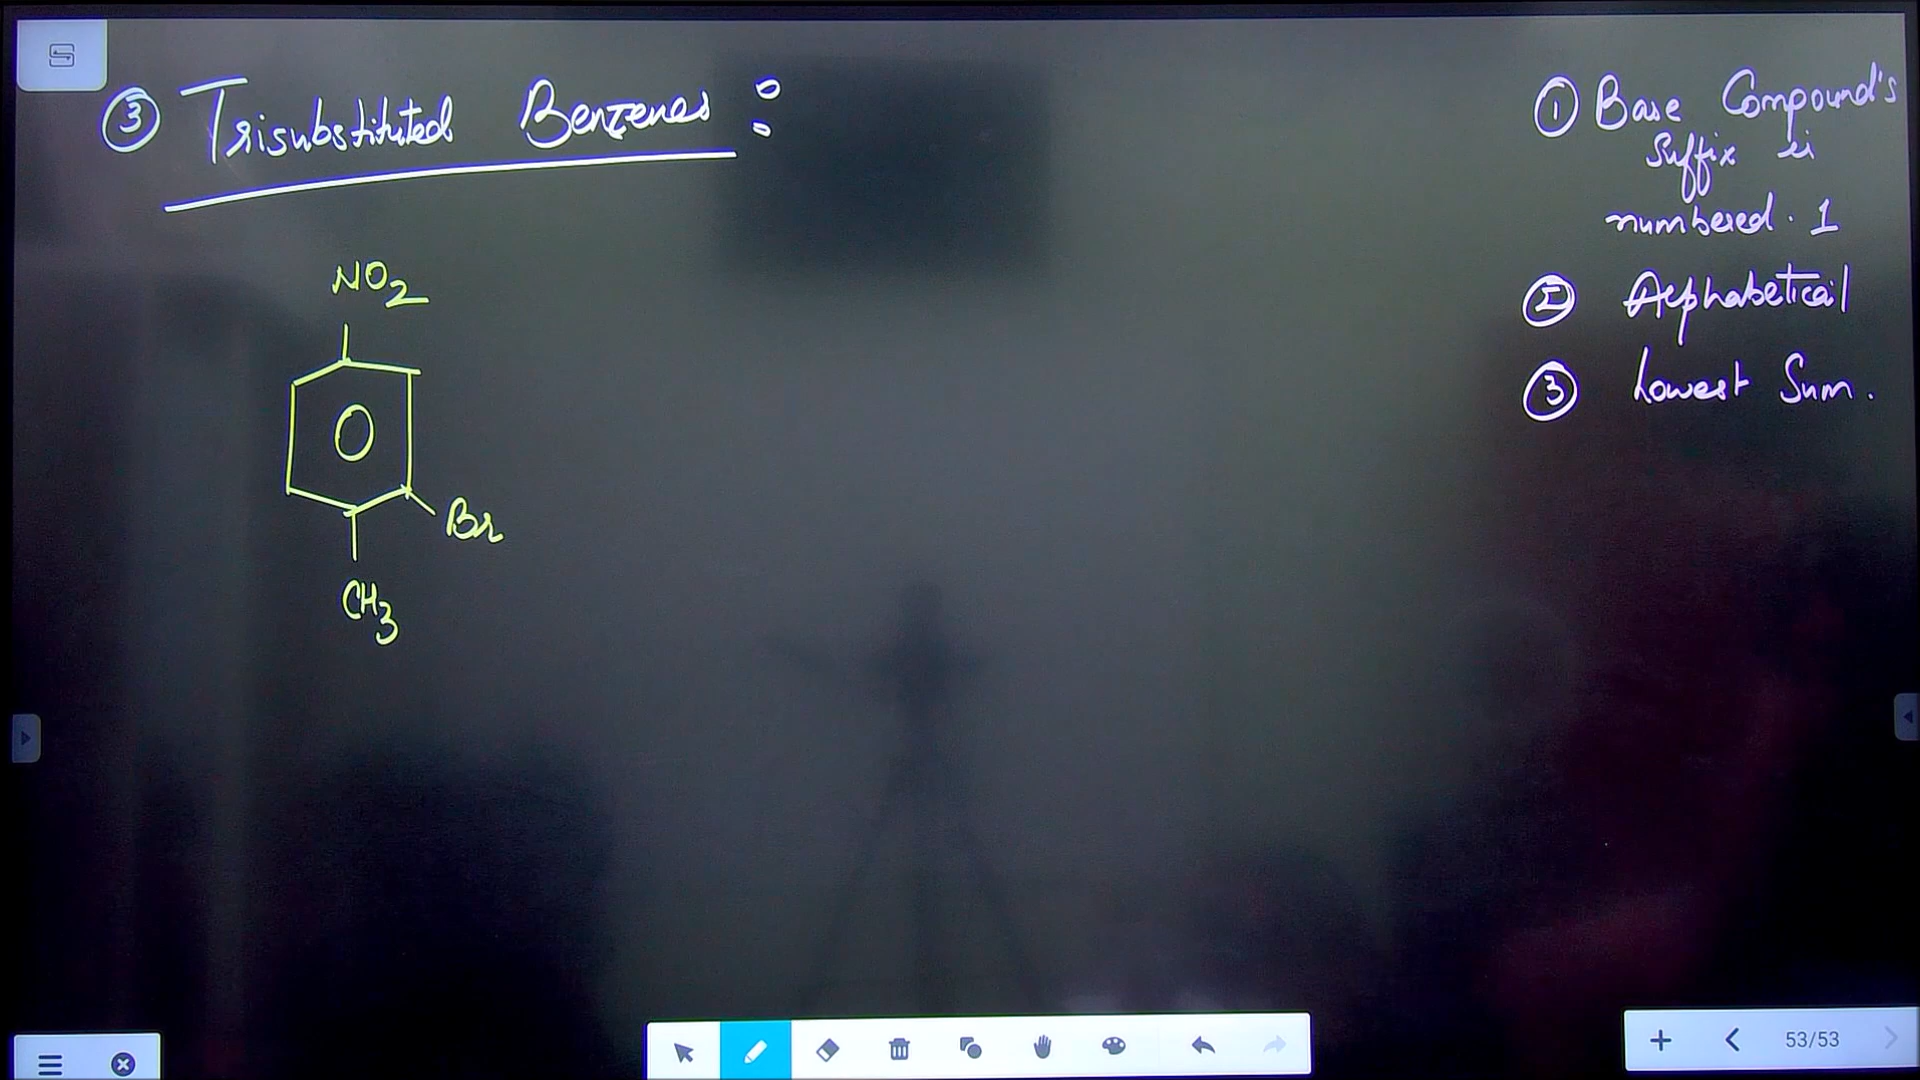 ③ Trisubstituted Benzenes :
NO2
Br
CH3
① Base Compound's
Suffix is
numbered. 1
② Alphabetical
③ Lowest Sum.
53/53